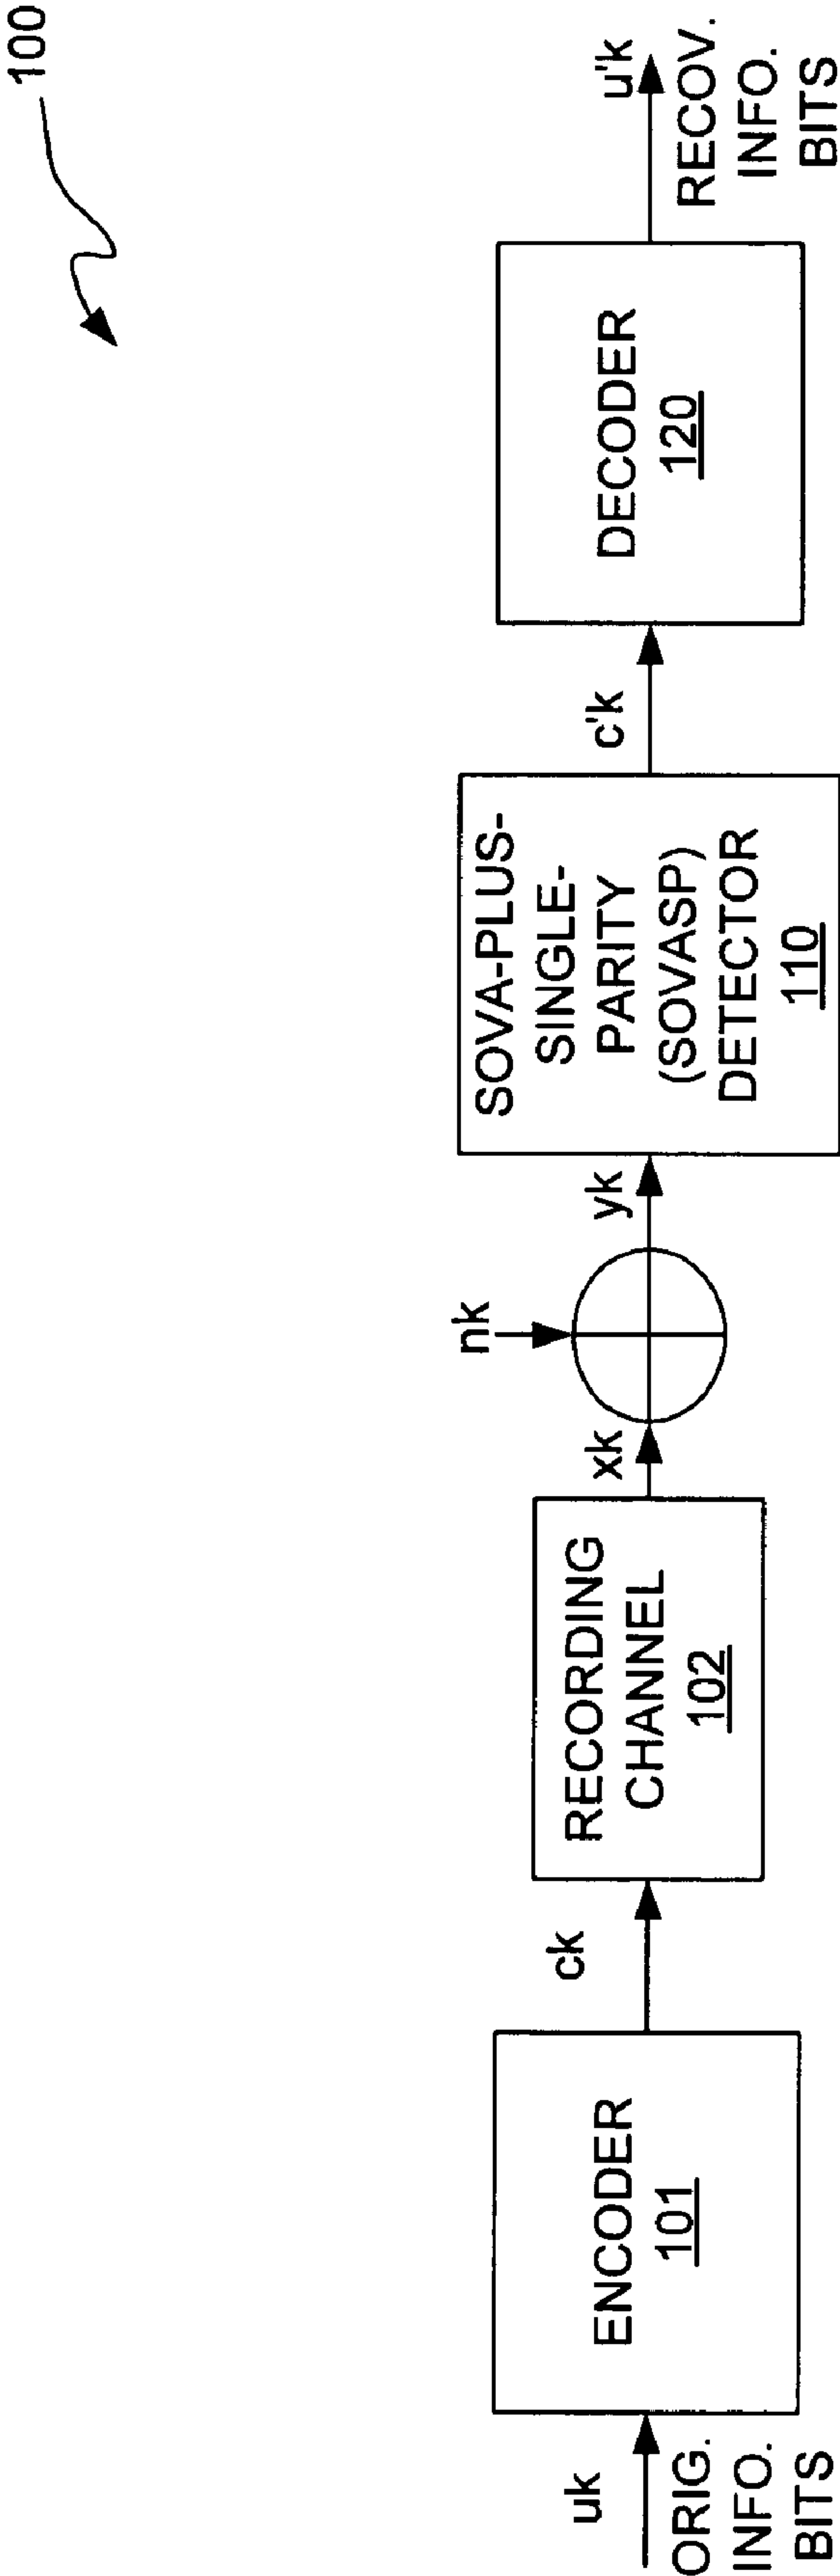 100
uk
ORIG.
INFO.
BITS
ENCODER
101
ck
RECORDING
CHANNEL
102
xk
nk
yk
SOVA-PLUS-
SINGLE-
PARITY
(SOVASP)
DETECTOR
110
c'k
DECODER
120
u'k
RECOV.
INFO.
BITS